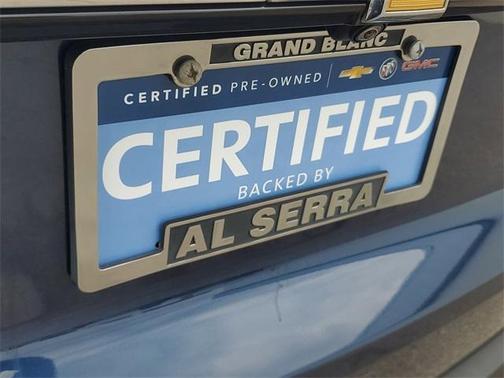 GRAND BLANC
CERTIFIED PRE-OWNED GMC
CERTIFIED
BACKED BY
AL SERRA